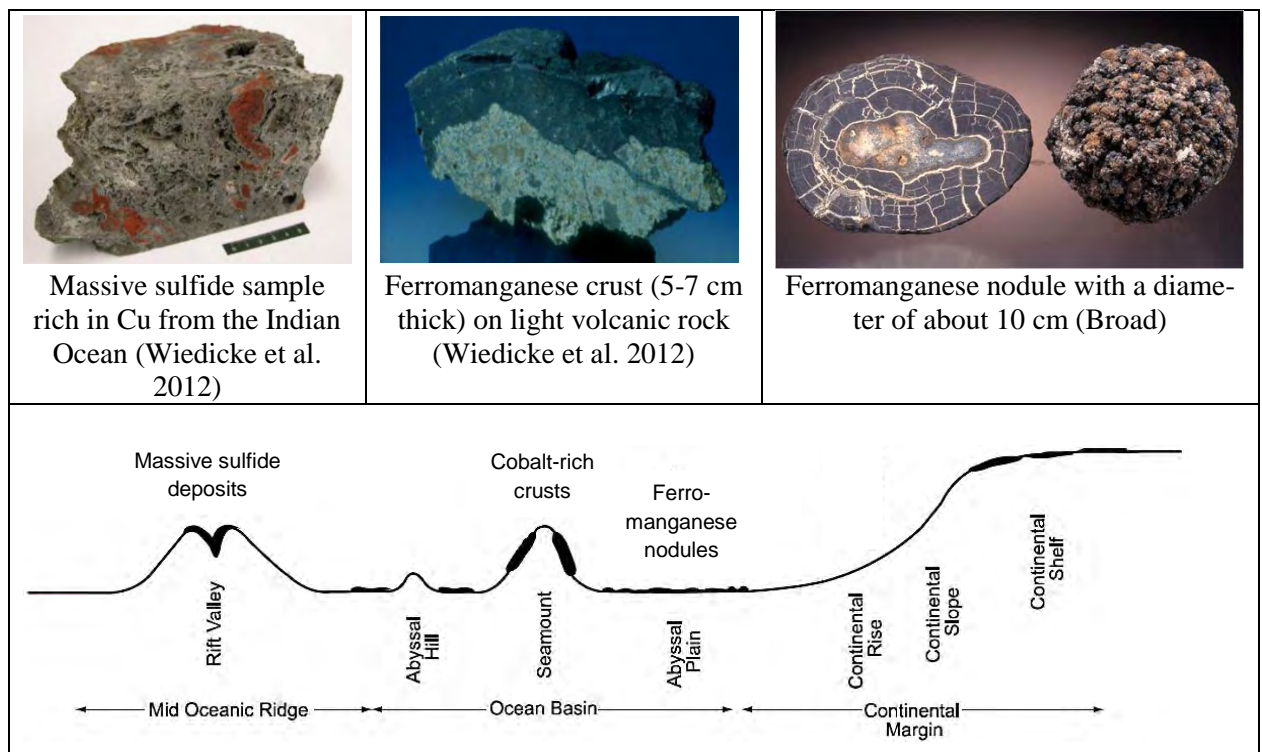 Massive sulfide sample
rich in Cu from the Indian
Ocean (Wiedicke et al.
2012)
Ferromanganese crust (5-7 cm
thick) on light volcanic rock
(Wiedicke et al. 2012)
Ferromanganese nodule with a diame-
ter of about 10 cm (Broad)
Massive sulfide
deposits
Cobalt-rich
crusts
Ferro-
manganese
nodules
Rift Valley
Abyssal
Hill
Seamount
Abyssal
Plain
Continental
Rise
Continental
Slope
Continental
Shelf
Mid Oceanic Ridge
Ocean Basin
Continental
Margin